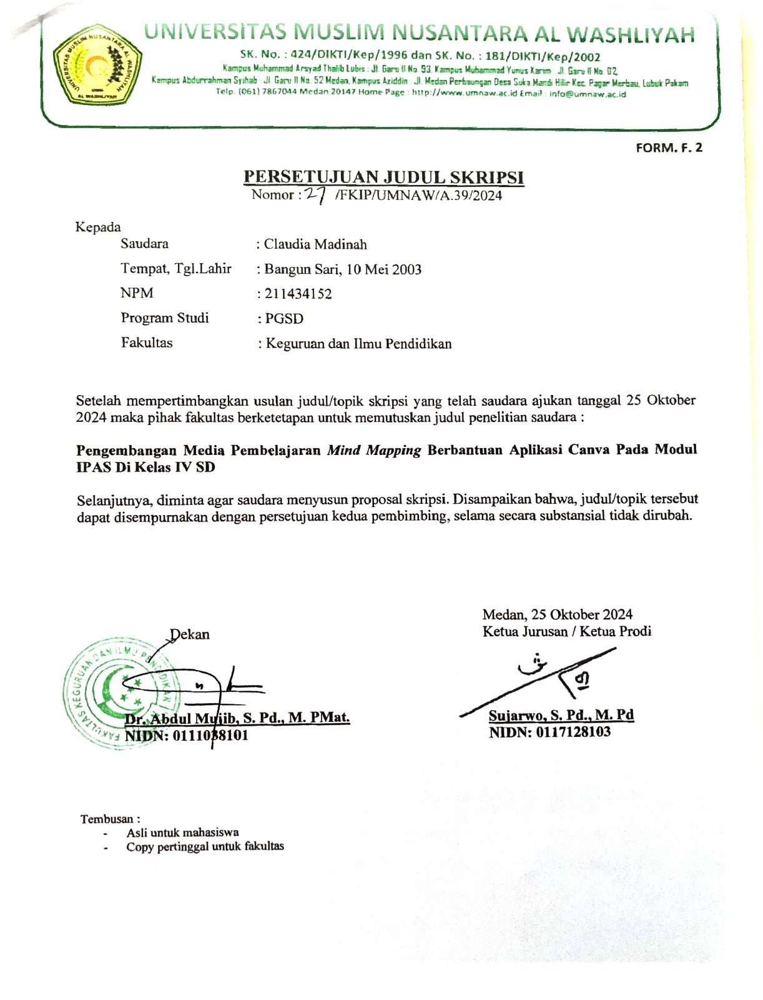 UNIVERSITAS MUSLIM NUSANTARA AL WASHLIYAH
SK. No. : 424/DIKTI/Kep/1996 dan SK. No. : 181/DIKTI/Kep/2002
Kampus Muhammad Arsyad Thalib Lubis : Jl. Garu II No. 93, Kampus Muhammad Yunus Karim : Jl. Garu II No. 02,
Kampus Abdurrahman Syihab : Jl. Garu II No. 52 Medan, Kampus Aziddin : Jl. Medan Perbaungan Desa Suka Mandi Hilir Kec. Pagar Merbau, Lubuk Pakam
Telp. (061) 7867044 Medan 20147 Home Page : http://www.umnaw.ac.id Email : info@umnaw.ac.id
UNIVERSITAS MUSLIM NUSANTARA AL WASHLIYAH
UMN
AL WASHLIYAH
FORM. F. 2
PERSETUJUAN JUDUL SKRIPSI
Nomor : 27 /FKIP/UMNAW/A.39/2024
Kepada
Saudara : Claudia Madinah
Tempat, Tgl.Lahir : Bangun Sari, 10 Mei 2003
NPM : 211434152
Program Studi : PGSD
Fakultas : Keguruan dan Ilmu Pendidikan
Setelah mempertimbangkan usulan judul/topik skripsi yang telah saudara ajukan tanggal 25 Oktober
2024 maka pihak fakultas berketetapan untuk memutuskan judul penelitian saudara :
Pengembangan Media Pembelajaran Mind Mapping Berbantuan Aplikasi Canva Pada Modul
IPAS Di Kelas IV SD
Selanjutnya, diminta agar saudara menyusun proposal skripsi. Disampaikan bahwa, judul/topik tersebut
dapat disempurnakan dengan persetujuan kedua pembimbing, selama secara substansial tidak dirubah.
Medan, 25 Oktober 2024
Dekan
Ketua Jurusan / Ketua Prodi
FAKULTAS KEGURUAN DAN ILMU PENDIDIKAN
Dr. Abdul Mujib, S. Pd., M. PMat.
NIDN: 0111038101
Sujarwo, S. Pd., M. Pd
NIDN: 0117128103
Tembusan :
- Asli untuk mahasiswa
- Copy pertinggal untuk fakultas